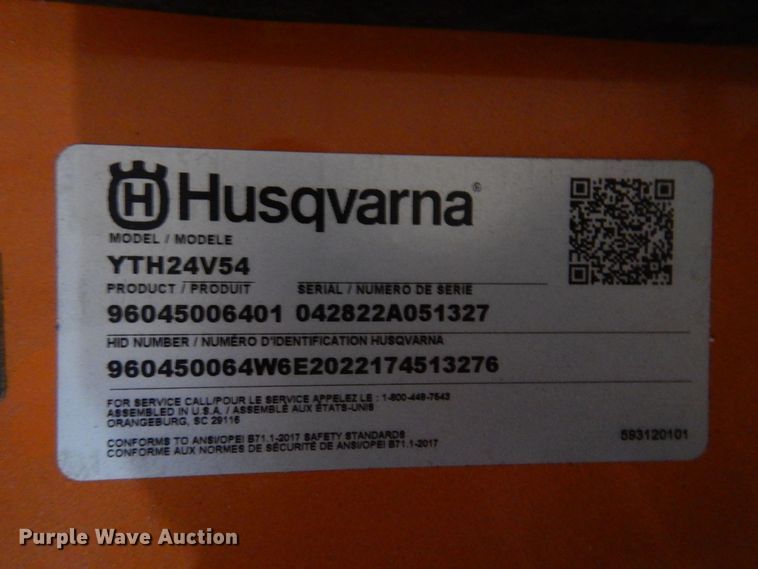 H Husqvarna®
MODEL / MODELE
YTH24V54
PRODUCT / PRODUIT SERIAL / NUMERO DE SERIE
96045006401 042822A051327
HID NUMBER / NUMÉRO D'IDENTIFICATION HUSQVARNA
960450064W6E2022174513276
FOR SERVICE CALL/POUR LE SERVICE APPELEZ LE : 1-800-448-7543
ASSEMBLED IN U.S.A. / ASSEMBLÉ AUX ÉTATS-UNIS
ORANGEBURG, SC 29115
CONFORMS TO ANSI/OPEI B71.1-2017 SAFETY STANDARDS
CONFORME AUX NORMES DE SÉCURITÉ DE ANSI/OPEI B71.1-2017
593120101
Purple Wave Auction